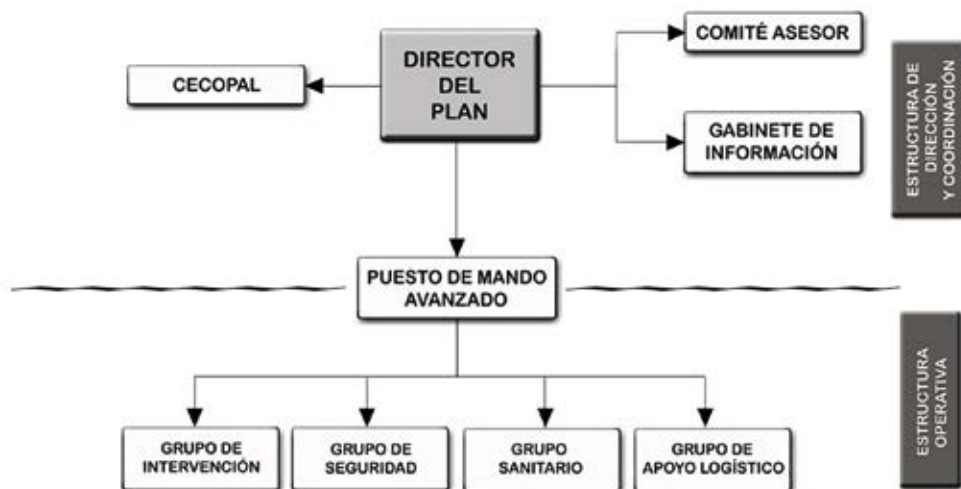 DIRECTOR
DEL
PLAN
CECOPAL
COMITÉ ASESOR
GABINETE DE
INFORMACIÓN
ESTRUCTURA DE
DIRECCIÓN
Y COORDINACIÓN
PUESTO DE MANDO
AVANZADO
GRUPO DE
INTERVENCIÓN
GRUPO DE
SEGURIDAD
GRUPO
SANITARIO
GRUPO DE
APOYO LOGÍSTICO
ESTRUCTURA
OPERATIVA